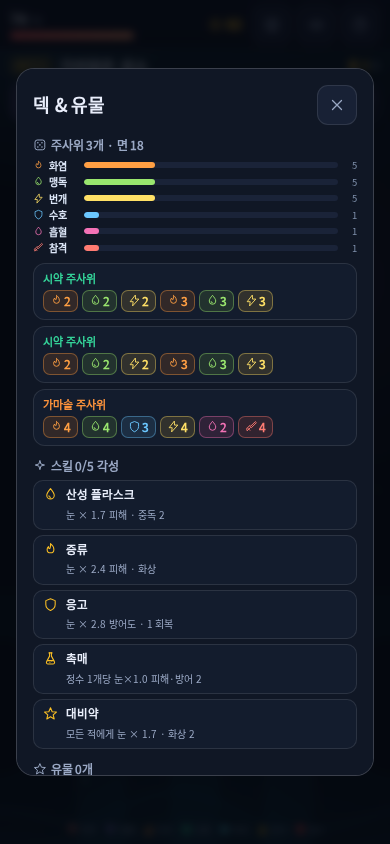 덱 & 유물
주사위 3개 · 면 18
화염 5
맹독 5
번개 5
수호 1
흡혈 1
참격 1
시약 주사위
2 2 2 3 3 3
시약 주사위
2 2 2 3 3 3
가마솥 주사위
4 4 3 4 2 4
스킬 0/5 각성
산성 플라스크
눈 × 1.7 피해 · 중독 2
증류
눈 × 2.4 피해 · 화상
응고
눈 × 2.8 방어도 · 1 회복
촉매
정수 1개당 눈×1.0 피해·방어 2
대비약
모든 적에게 눈 × 1.7 · 화상 2
유물 0개